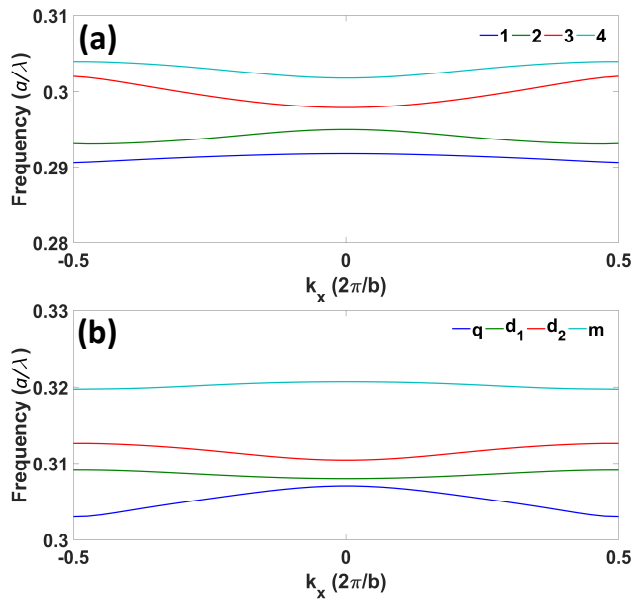 (a)
1 2 3 4
0.31
0.3
0.29
0.28
Frequency (a/λ)
-0.5 0 0.5
k_x (2π/b)
(b)
q d_1 d_2 m
0.33
0.32
0.31
0.3
Frequency (a/λ)
-0.5 0 0.5
k_x (2π/b)